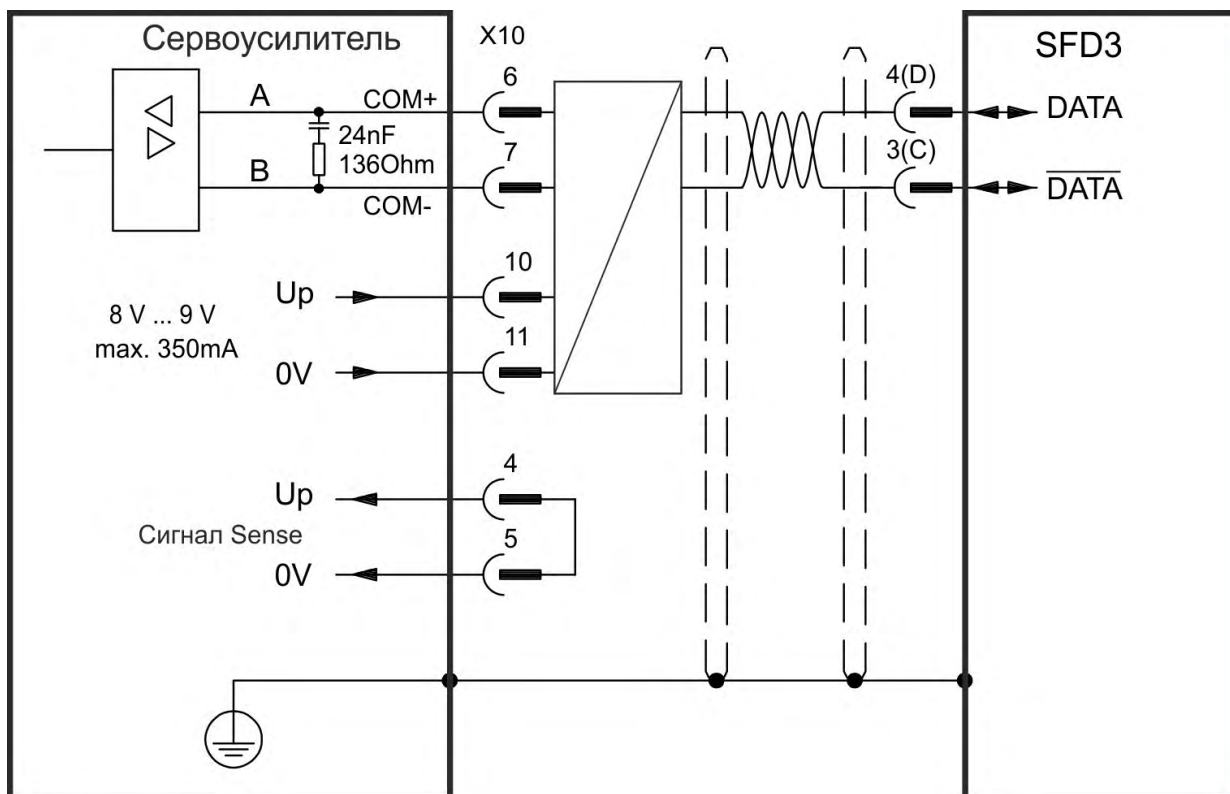 Сервоусилитель
X10
SFD3
6
4(D)
A
COM+
DATA
24nF
136Ohm
7
3(C)
B
COM-
DATA
10
Up
8 V ... 9 V
max. 350mA
11
0V
4
Up
Сигнал Sense
5
0V